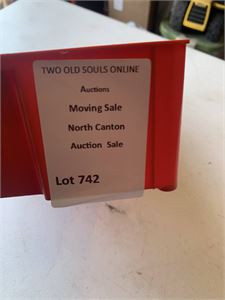 TWO OLD SOULS ONLINE
Auctions
Moving Sale
North Canton
Auction Sale
Lot 742